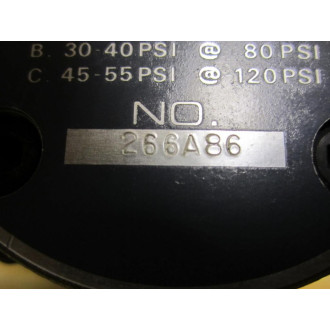 B. 30-40 PSI @ 80 PSI
C. 45-55 PSI @ 120 PSI
NO.
266A86